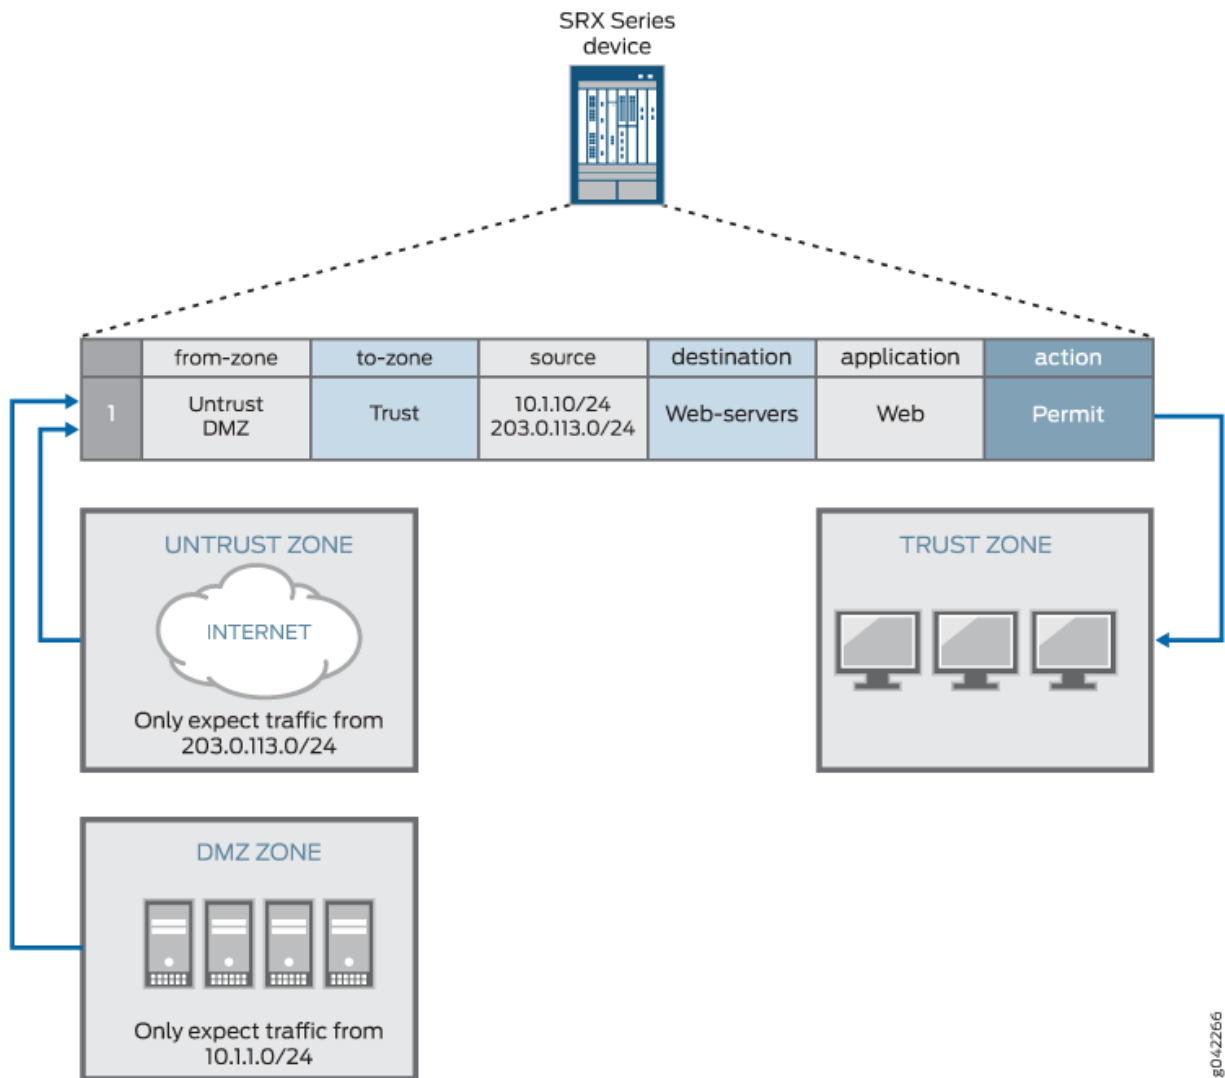 SRX Series
device
from-zone to-zone source destination application action
1 Untrust DMZ Trust 10.1.10/24 203.0.113.0/24 Web-servers Web Permit
UNTRUST ZONE
INTERNET
Only expect traffic from
203.0.113.0/24
TRUST ZONE
DMZ ZONE
Only expect traffic from
10.1.1.0/24
g042266